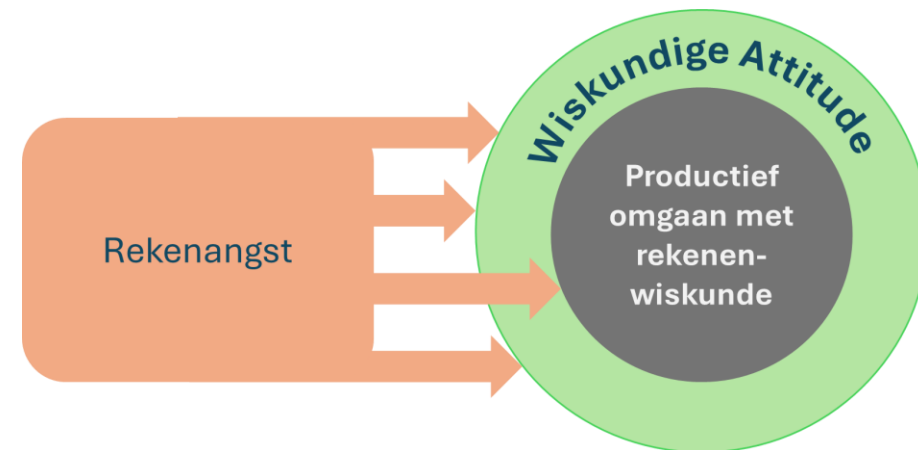 Wiskundige Attitude
Productief
omgaan met
rekenen-
wiskunde
Rekenangst